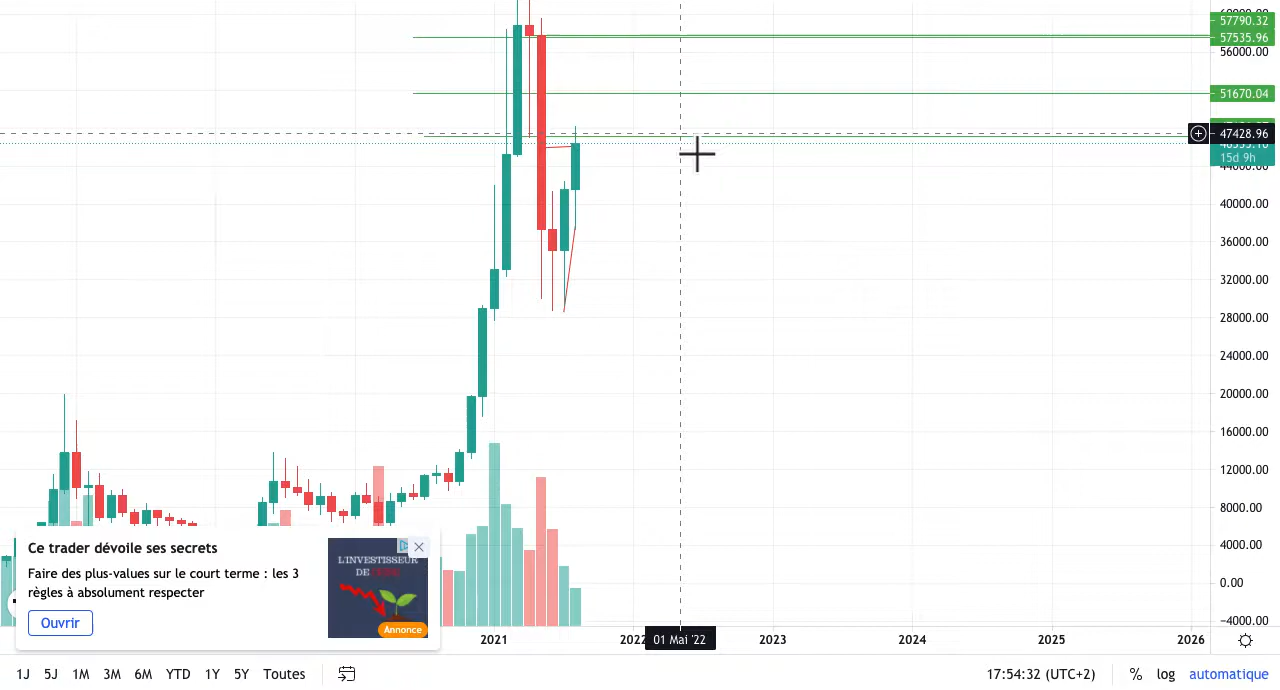 57790.32
57535.96
56000.00
51670.04
47428.96
15d 9h
44000.00
40000.00
36000.00
32000.00
28000.00
24000.00
20000.00
16000.00
12000.00
8000.00
4000.00
0.00
−4000.00
Ce trader dévoile ses secrets
Faire des plus-values sur le court terme : les 3
règles à absolument respecter
Ouvrir
L'INVESTISSEUR
DE
Annonce
2021
2022
01 Mai '22
2023
2024
2025
2026
1J 5J 1M 3M 6M YTD 1Y 5Y Toutes
17:54:32 (UTC+2)
% log automatique